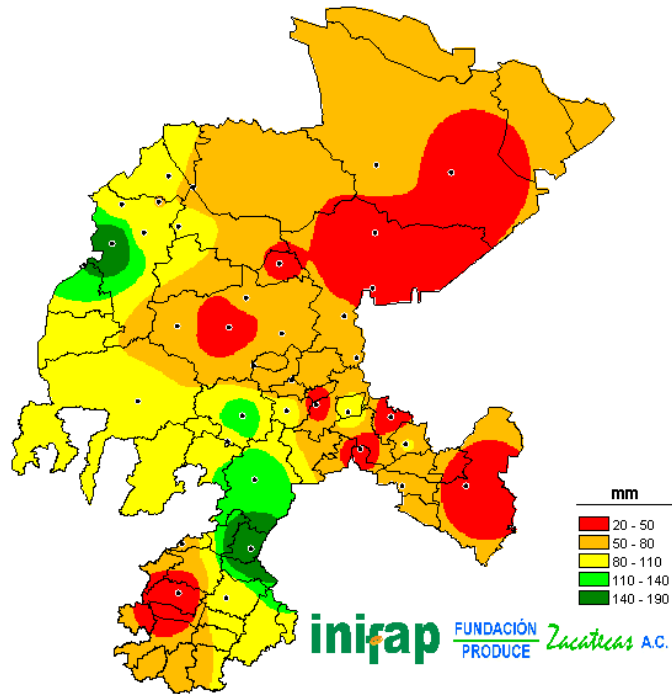 mm
20 - 50
50 - 80
80 - 110
110 - 140
140 - 190
inifap
FUNDACIÓN
PRODUCE
Zacatecas A.C.